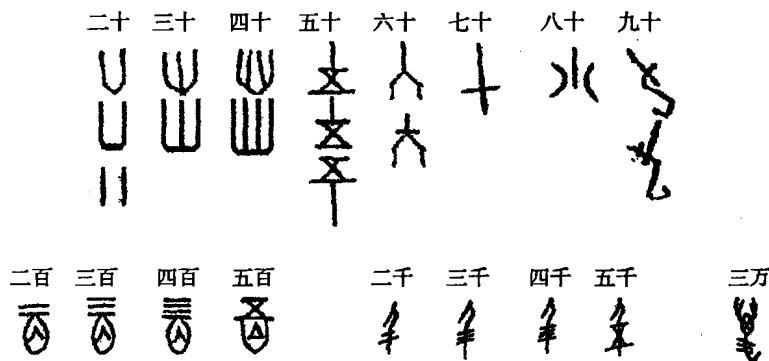 二十 三十 四十 五十 六十 七十 八十 九十
二百 三百 四百 五百 二千 三千 四千 五千 三万